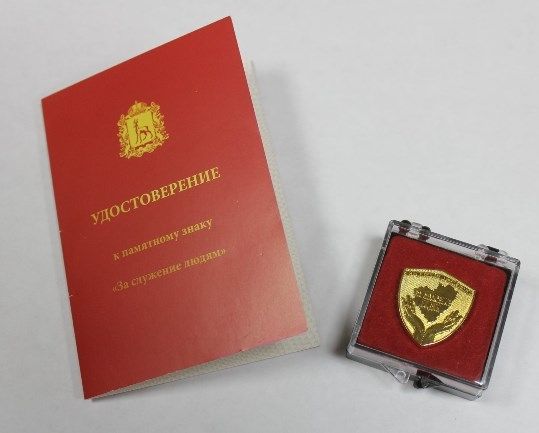 УДОСТОВЕРЕНИЕ
к памятному знаку
«За служение людям»